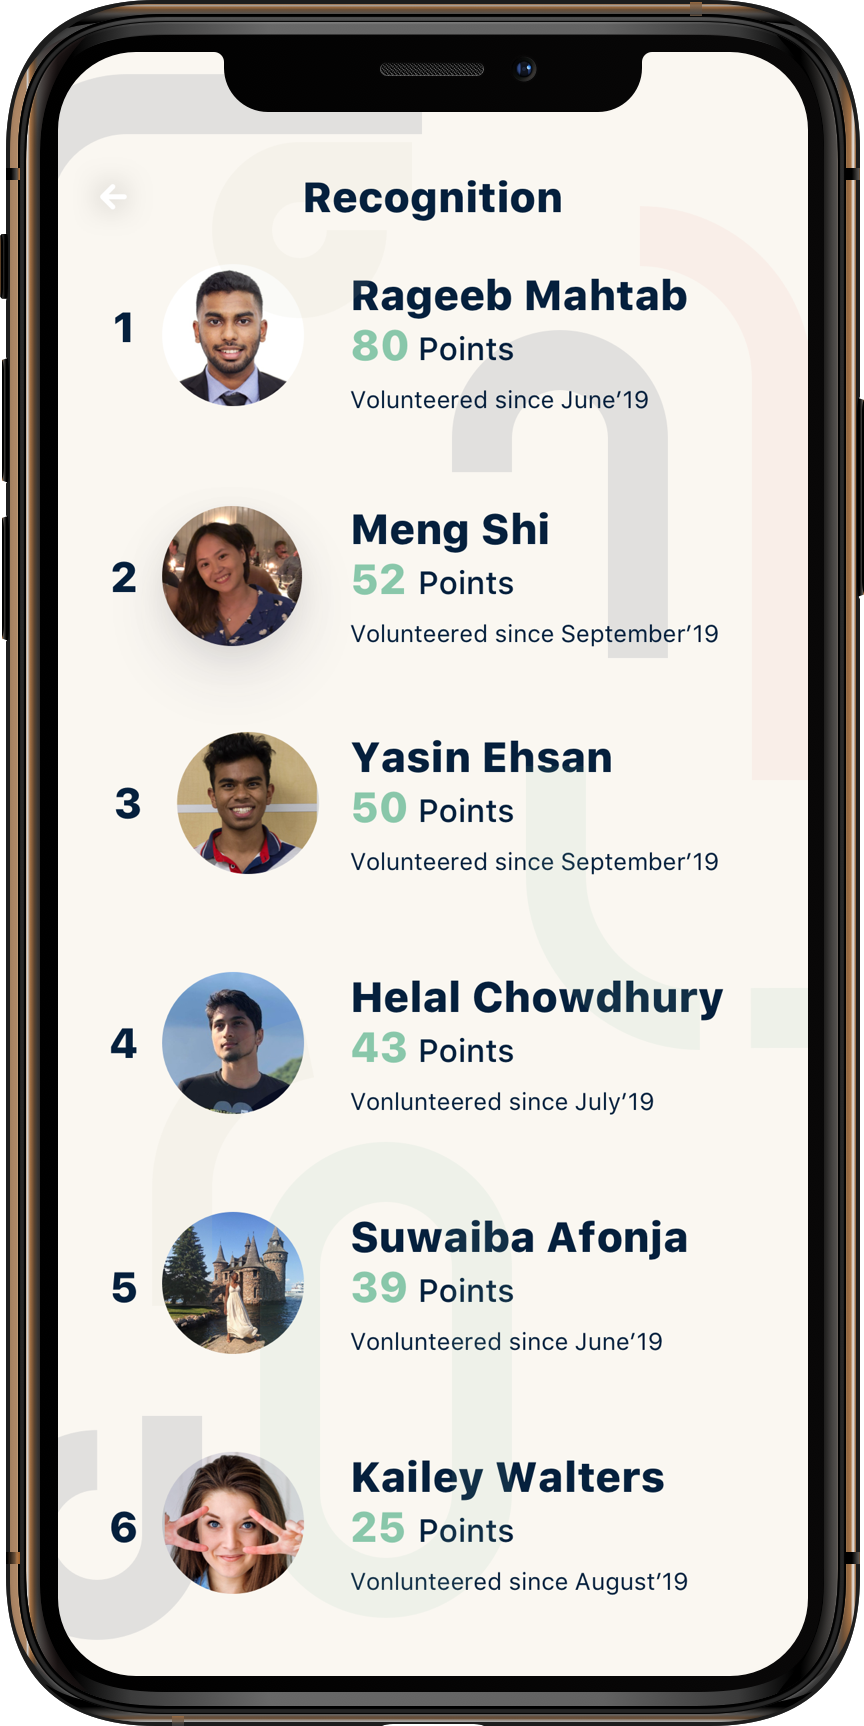 Recognition
1
Rageeb Mahtab
80 Points
Volunteered since June’19
2
Meng Shi
52 Points
Volunteered since September’19
3
Yasin Ehsan
50 Points
Volunteered since September’19
4
Helal Chowdhury
43 Points
Vonlunteered since July’19
5
Suwaiba Afonja
39 Points
Vonlunteered since June’19
6
Kailey Walters
25 Points
Vonlunteered since August’19